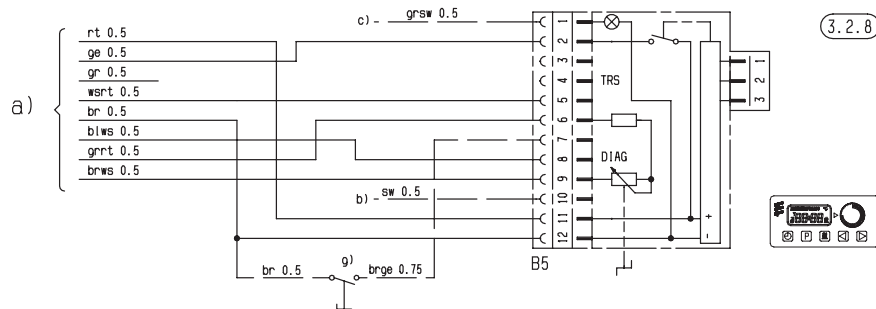 c) grsw 0.5
3.2.8
a)
rt 0.5
ge 0.5
gr 0.5
wsrt 0.5
br 0.5
blws 0.5
grrt 0.5
brws 0.5
b) sw 0.5
br 0.5
g)
brge 0.75
1
2
3
4
5
6
7
8
9
10
11
12
B5
TRS
DIAG
+
-
1
2
3
P